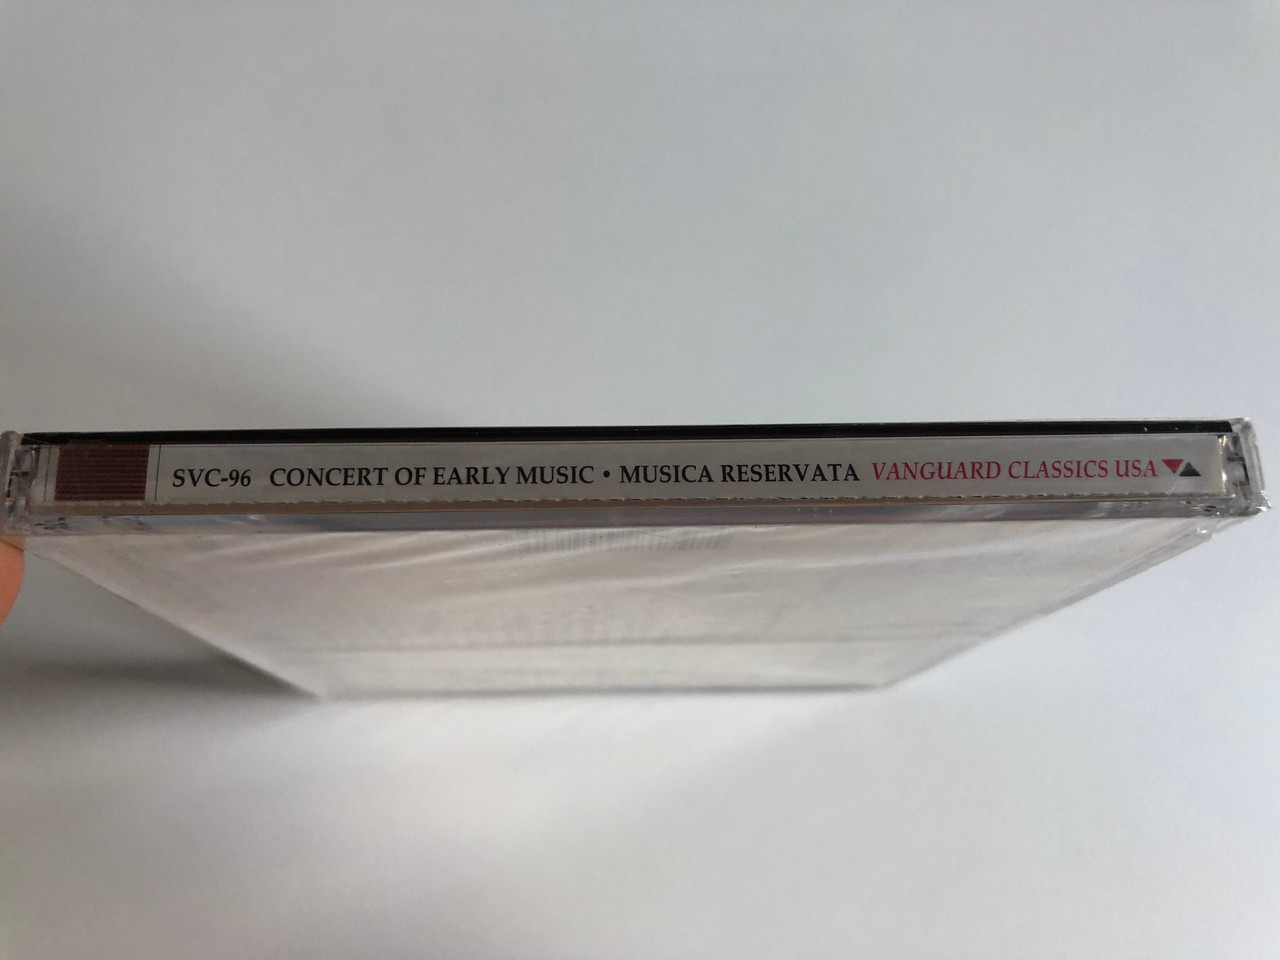 SVC-96 CONCERT OF EARLY MUSIC • MUSICA RESERVATA VANGUARD CLASSICS USA